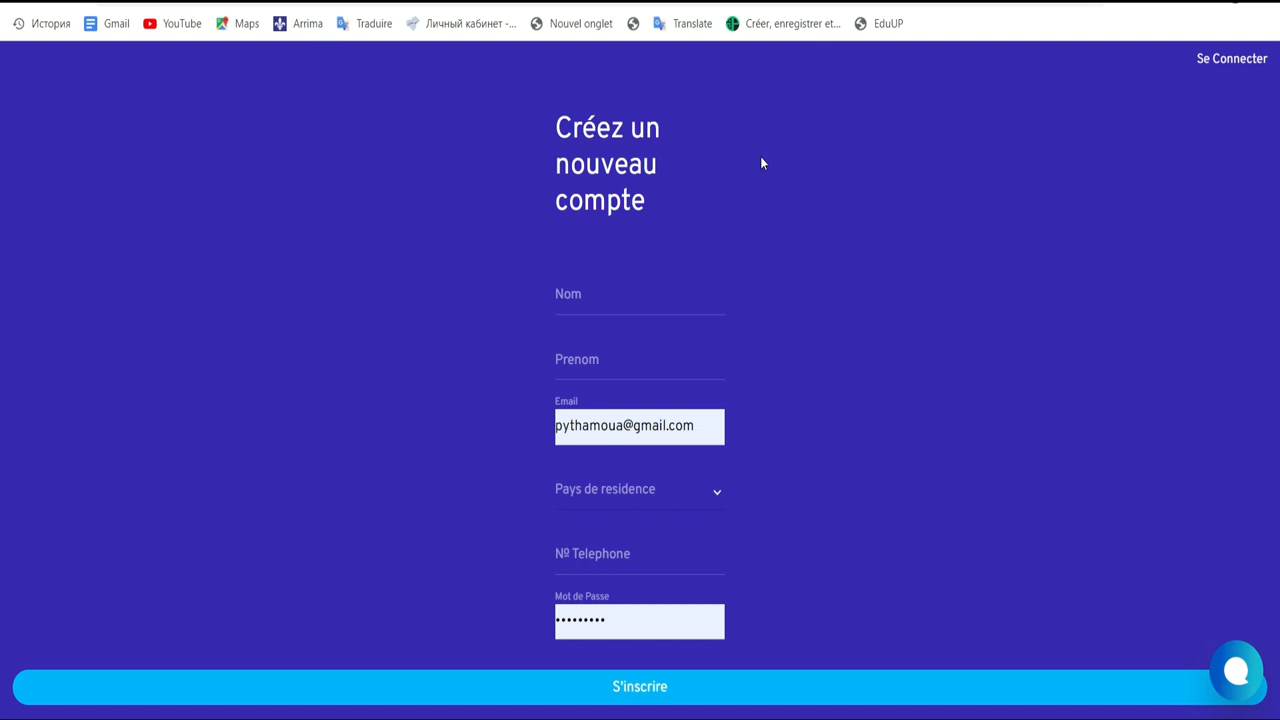 История Gmail YouTube Maps Arrima Traduire Личный кабинет -... Nouvel onglet Translate Créer, enregistrer et... EduUP
Se Connecter
Créez un
nouveau
compte
Nom
Prenom
Email
pythamoua@gmail.com
Pays de residence
Nº Telephone
Mot de Passe
•••••••••
S'inscrire